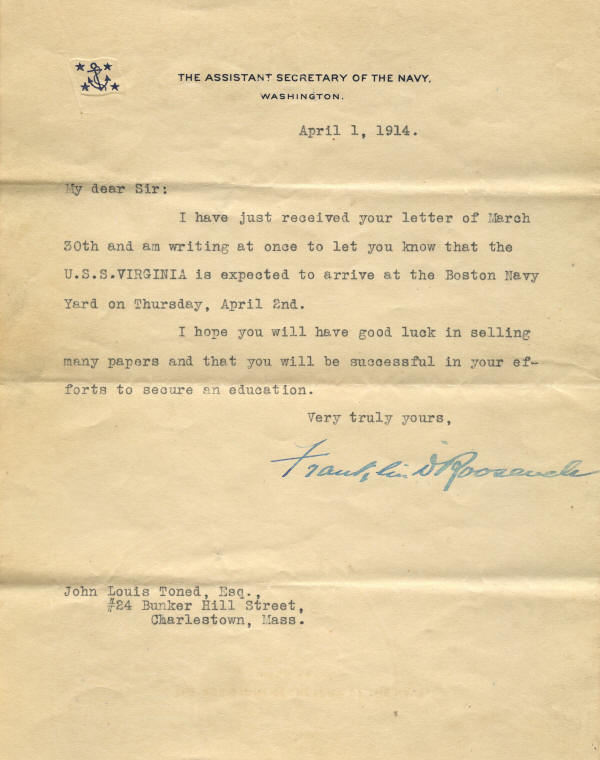 THE ASSISTANT SECRETARY OF THE NAVY,
WASHINGTON.
April 1, 1914.
My dear Sir:
I have just received your letter of March
30th and am writing at once to let you know that the
U.S.S.VIRGINIA is expected to arrive at the Boston Navy
Yard on Thursday, April 2nd.
I hope you will have good luck in selling
many papers and that you will be successful in your ef-
forts to secure an education.
Very truly yours,
Franklin D Roosevelt
John Louis Toned, Esq.,
#24 Bunker Hill Street,
Charlestown, Mass.